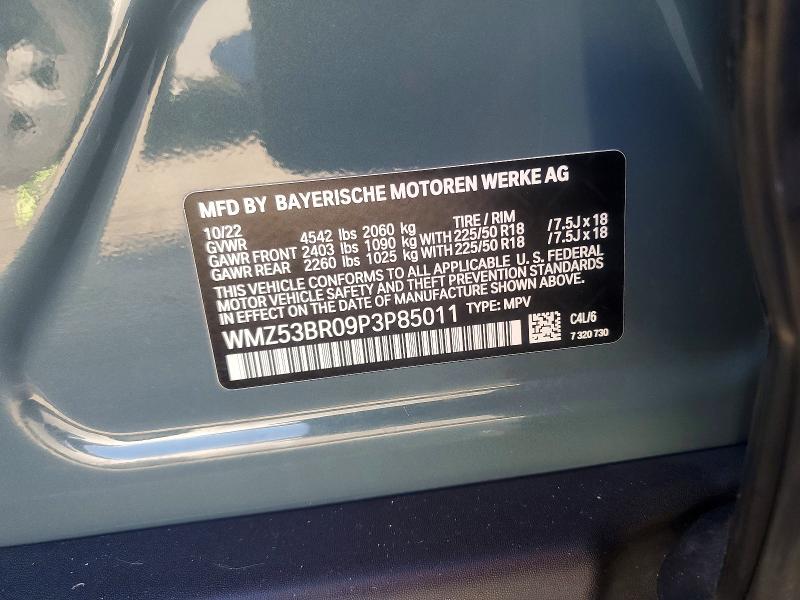 MFD BY BAYERISCHE MOTOREN WERKE AG
10/22 TIRE / RIM
GVWR 4542 lbs 2060 kg
GAWR FRONT 2403 lbs 1090 kg WITH 225/50 R18 /7.5J x 18
GAWR REAR 2260 lbs 1025 kg WITH 225/50 R18 /7.5J x 18
THIS VEHICLE CONFORMS TO ALL APPLICABLE U. S. FEDERAL
MOTOR VEHICLE SAFETY AND THEFT PREVENTION STANDARDS
IN EFFECT ON THE DATE OF MANUFACTURE SHOWN ABOVE.
WMZ53BR09P3P85011 TYPE: MPV
C4L/6
7 320 730